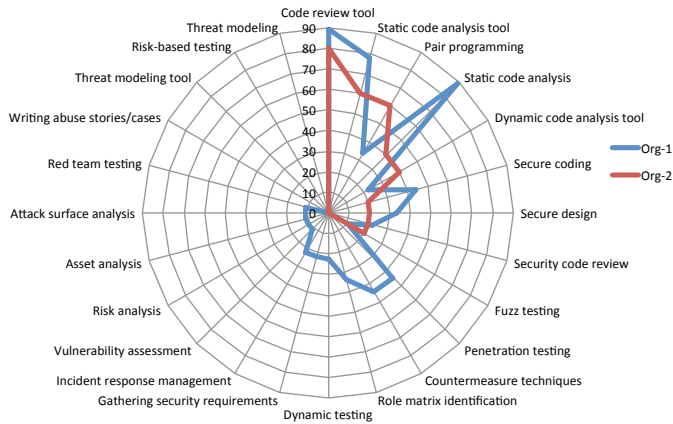 Code review tool
Threat modeling
Static code analysis tool
Risk-based testing
Pair programming
Threat modeling tool
Static code analysis
Writing abuse stories/cases
Dynamic code analysis tool
Red team testing
Secure coding
Attack surface analysis
Secure design
Asset analysis
Security code review
Risk analysis
Fuzz testing
Vulnerability assessment
Penetration testing
Incident response management
Countermeasure techniques
Gathering security requirements
Role matrix identification
Dynamic testing
90
80
70
60
50
40
30
20
10
0
Org-1
Org-2